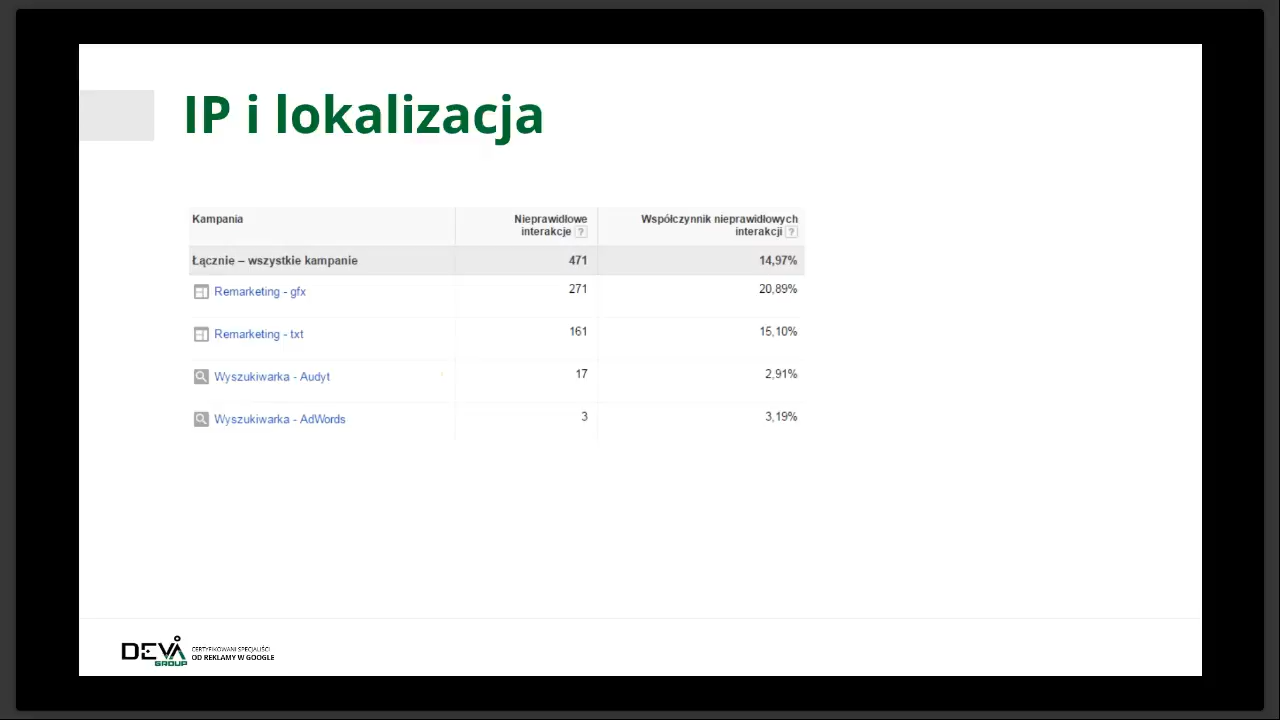 IP i lokalizacja
Kampania
Nieprawidłowe
interakcje ?
Współczynnik nieprawidłowych
interakcji ?
Łącznie – wszystkie kampanie 471 14,97%
Remarketing - gfx 271 20,89%
Remarketing - txt 161 15,10%
Wyszukiwarka - Audyt 17 2,91%
Wyszukiwarka - AdWords 3 3,19%
DEVA
GROUP
CERTYFIKOWANI SPECJALIŚCI
OD REKLAMY W GOOGLE